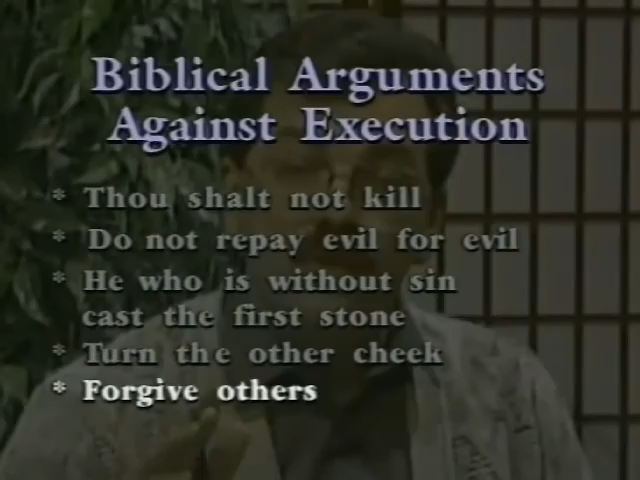 Biblical Arguments
Against Execution
* Thou shalt not kill
* Do not repay evil for evil
* He who is without sin
cast the first stone
* Turn the other cheek
* Forgive others